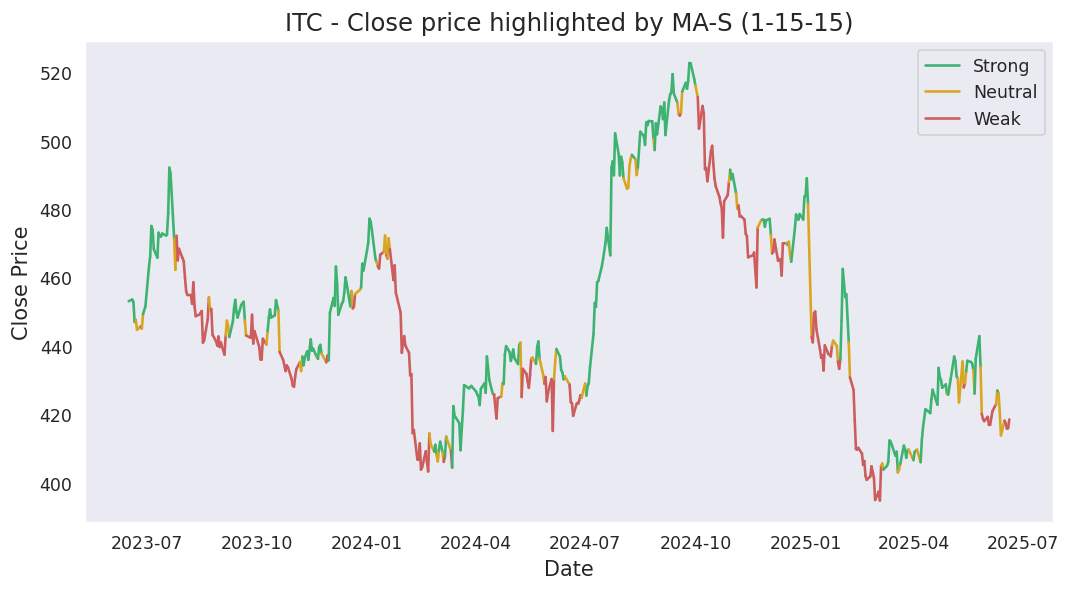 ITC - Close price highlighted by MA-S (1-15-15)
Strong
Neutral
Weak
Close Price
520
500
480
460
440
420
400
2023-07 2023-10 2024-01 2024-04 2024-07 2024-10 2025-01 2025-04 2025-07
Date